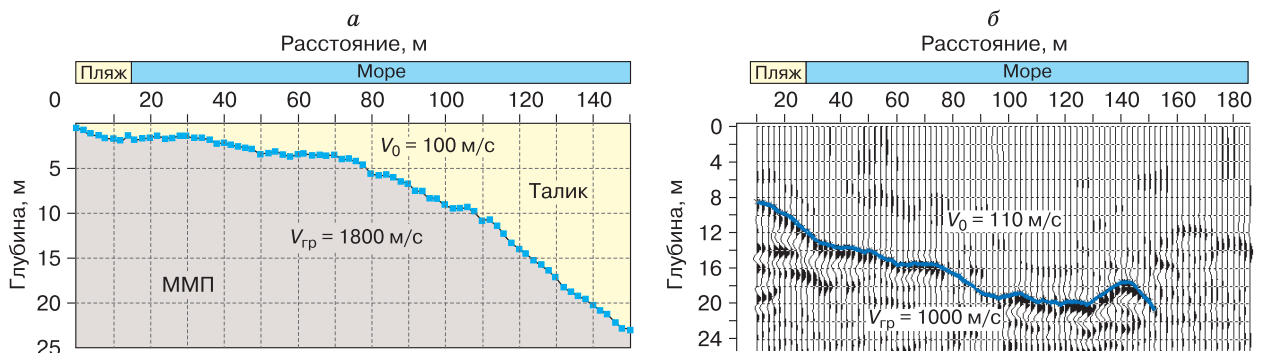 а
Расстояние, м
Пляж Море
0 20 40 60 80 100 120 140
Глубина, м
5
10
15
20
25
V0 = 100 м/с
Талик
Vгр = 1800 м/с
ММП
б
Расстояние, м
Пляж Море
20 40 60 80 100 120 140 160 180
Глубина, м
0
4
8
12
16
20
24
V0 = 110 м/с
Vгр = 1000 м/с